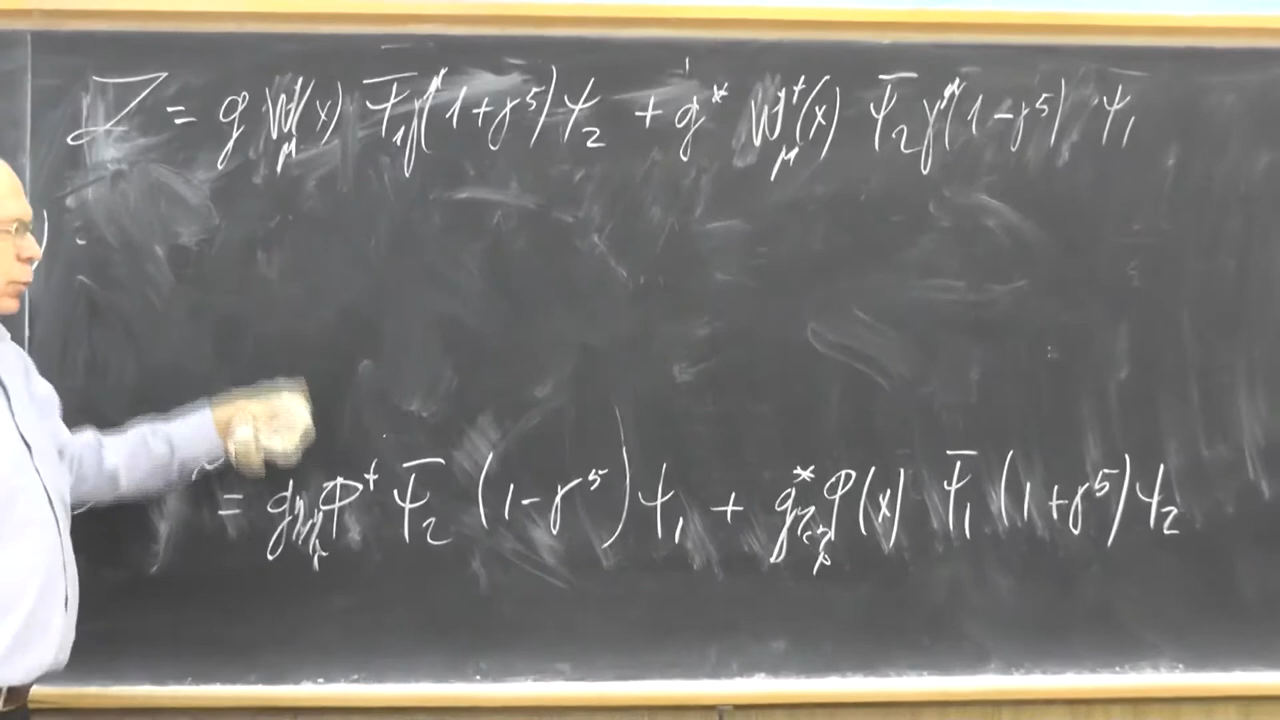 ℒ = g W_μ(x) Ψ̄₁γ^μ(1+γ⁵)ψ₂ + g* W_μ⁺(x) Ψ̄₂γ^μ(1-γ⁵) ψ₁
= g φ⁺ Ψ̄₂ (1-γ⁵) ψ₁ + g* φ(x) Ψ̄₁ (1+γ⁵) ψ₂